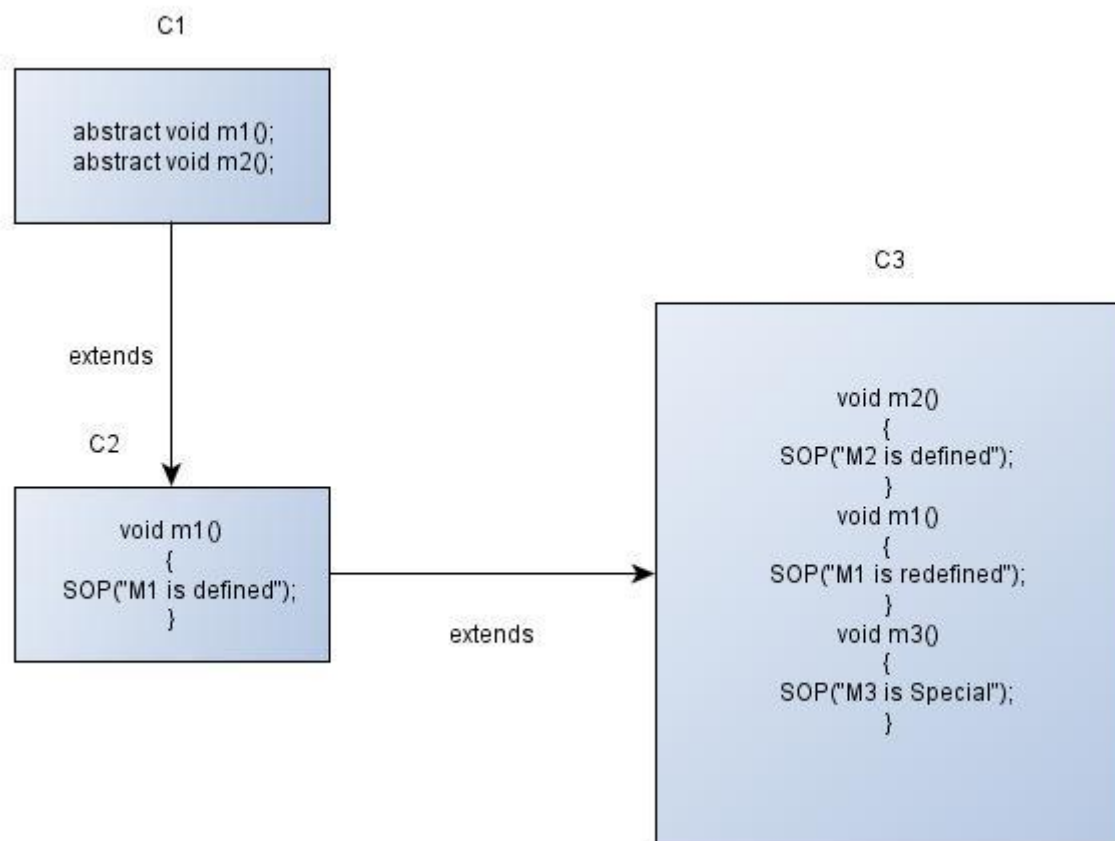 C1
abstract void m1();
abstract void m2();
extends
C2
void m1()
{
SOP("M1 is defined");
}
extends
C3
void m2()
{
SOP("M2 is defined");
}
void m1()
{
SOP("M1 is redefined");
}
void m3()
{
SOP("M3 is Special");
}